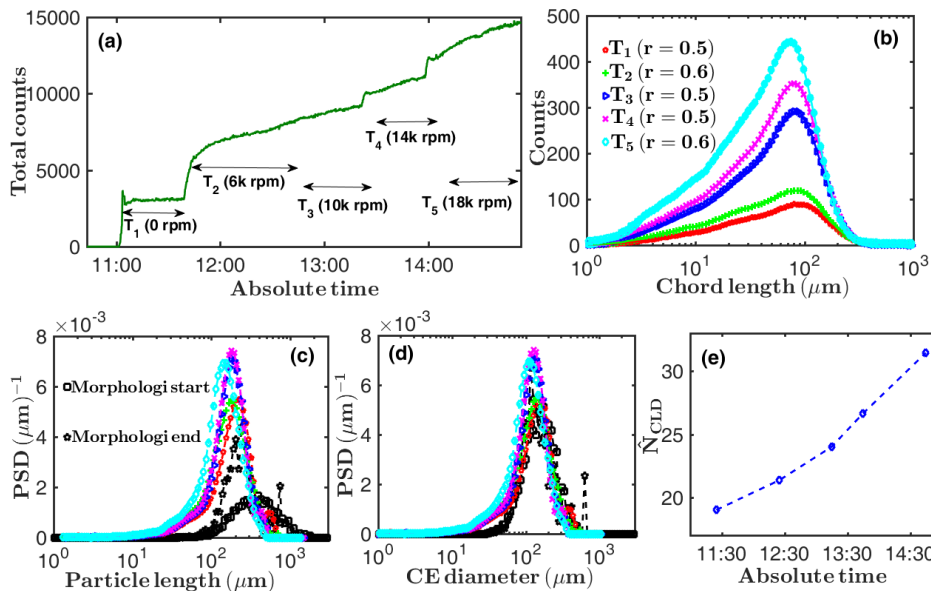 (a)
Total counts
15000
10000
5000
0
T1 (0 rpm)
T2 (6k rpm)
T3 (10k rpm)
T4 (14k rpm)
T5 (18k rpm)
11:00 12:00 13:00 14:00
Absolute time
(b)
Counts
500
400
300
200
100
0
T1 (r = 0.5)
T2 (r = 0.6)
T3 (r = 0.5)
T4 (r = 0.5)
T5 (r = 0.6)
10^0 10^1 10^2 10^3
Chord length (μm)
×10^-3
(c)
PSD (μm)^-1
8
6
4
2
0
Morphologi start
Morphologi end
10^0 10^1 10^2 10^3
Particle length (μm)
×10^-3
(d)
PSD (μm)^-1
8
6
4
2
0
10^0 10^1 10^2 10^3
CE diameter (μm)
(e)
N̂CLD
30
25
20
11:30 12:30 13:30 14:30
Absolute time